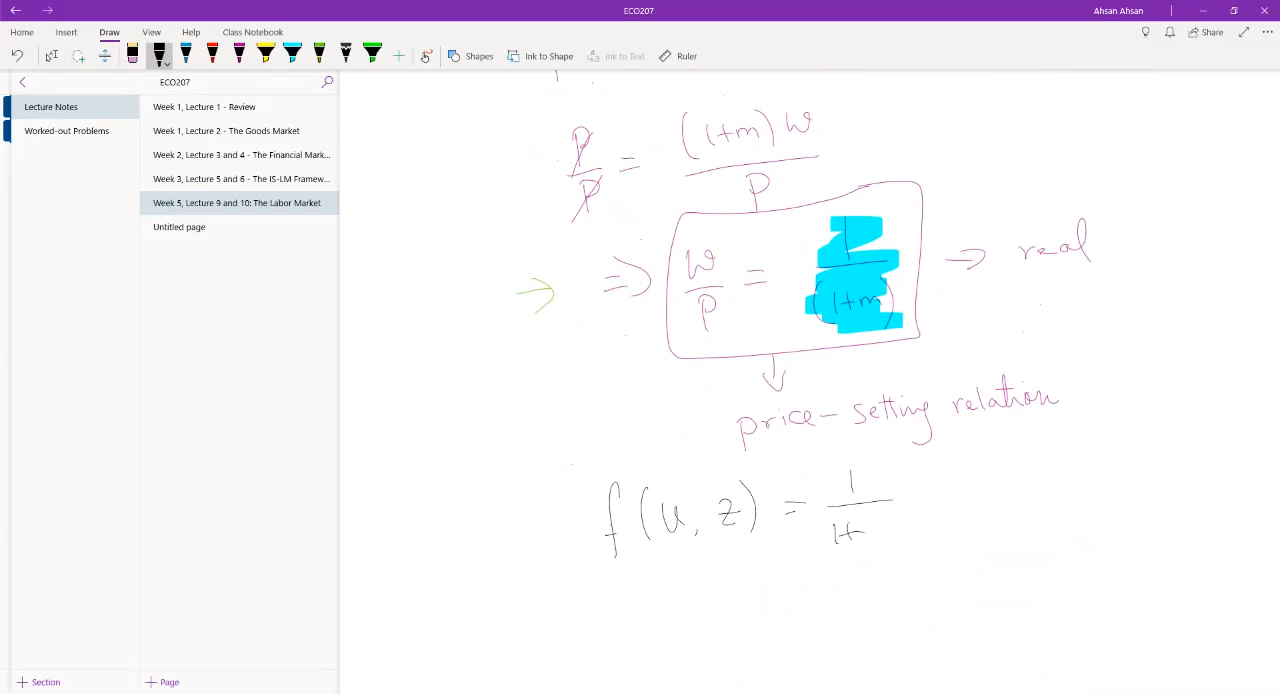 ECO207
Ahsan Ahsan
Home Insert Draw View Help Class Notebook
Share
Shapes Ink to Shape Ink to Text Math Ruler
ECO207
Lecture Notes
Worked-out Problems
Week 1, Lecture 1 - Review
Week 1, Lecture 2 - The Goods Market
Week 2, Lecture 3 and 4 - The Financial Mark...
Week 3, Lecture 5 and 6 - The IS-LM Framew...
Week 5, Lecture 9 and 10: The Labor Market
Untitled page
P/P = (1+m) W/P
=> W/P = 1/(1+m) → real
price-setting relation
f(u, z) = 1/1+
+ Section
+ Page